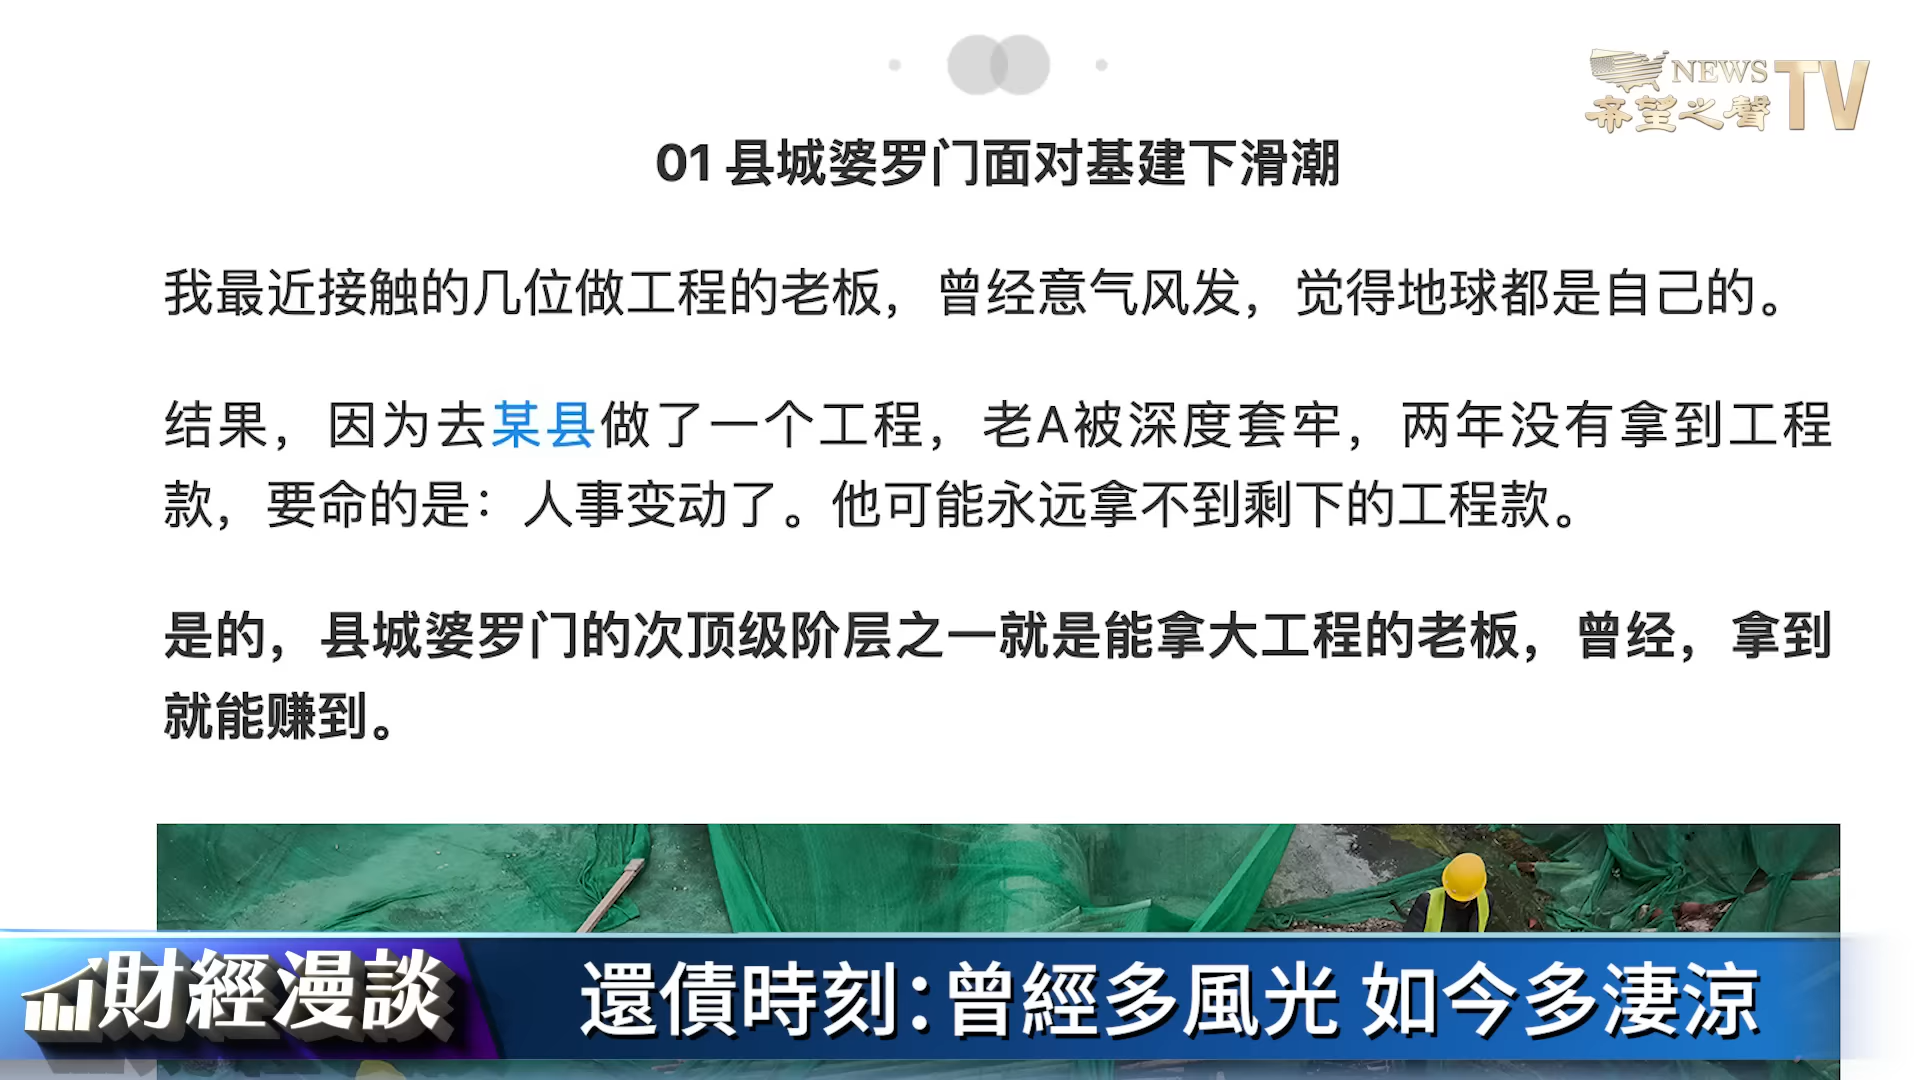 NEWS
希望之聲TV
01 县城婆罗门面对基建下滑潮
我最近接触的几位做工程的老板，曾经意气风发，觉得地球都是自己的。
结果，因为去某县做了一个工程，老A被深度套牢，两年没有拿到工程
款，要命的是：人事变动了。他可能永远拿不到剩下的工程款。
是的，县城婆罗门的次顶级阶层之一就是能拿大工程的老板，曾经，拿到
就能赚到。
財經漫談
還債時刻：曾經多風光 如今多淒涼